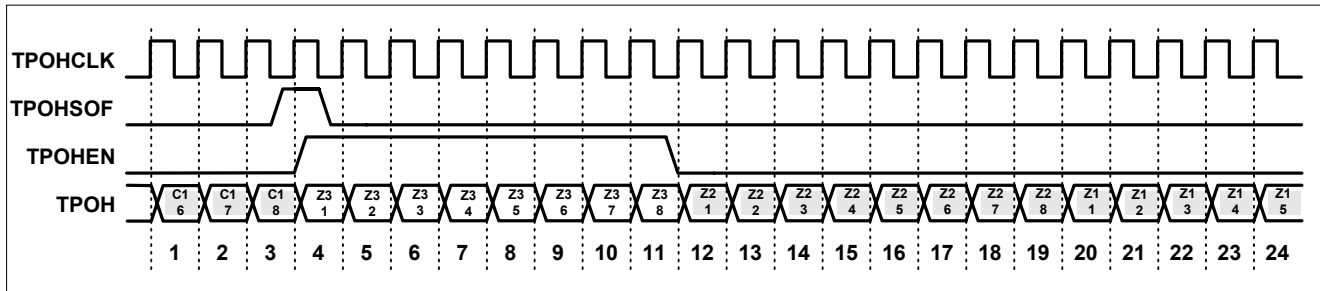 TPOHCLK
TPOHSOF
TPOHEN
TPOH
C1 C1 C1 Z3 Z3 Z3 Z3 Z3 Z3 Z3 Z3 Z2 Z2 Z2 Z2 Z2 Z2 Z2 Z2 Z1 Z1 Z1 Z1 Z1
6 7 8 1 2 3 4 5 6 7 8 1 2 3 4 5 6 7 8 1 2 3 4 5
1 2 3 4 5 6 7 8 9 10 11 12 13 14 15 16 17 18 19 20 21 22 23 24